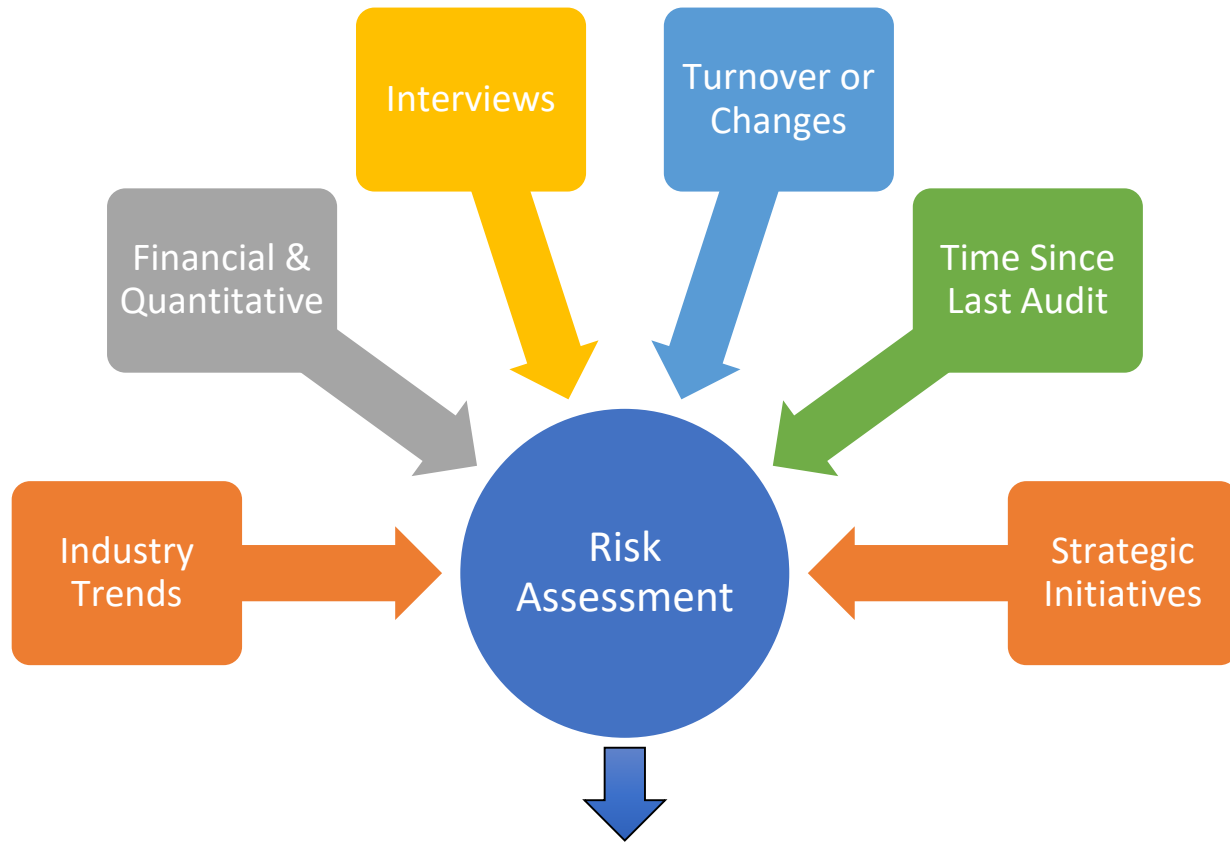 Interviews
Turnover or
Changes
Financial &
Quantitative
Time Since
Last Audit
Industry
Trends
Risk
Assessment
Strategic
Initiatives